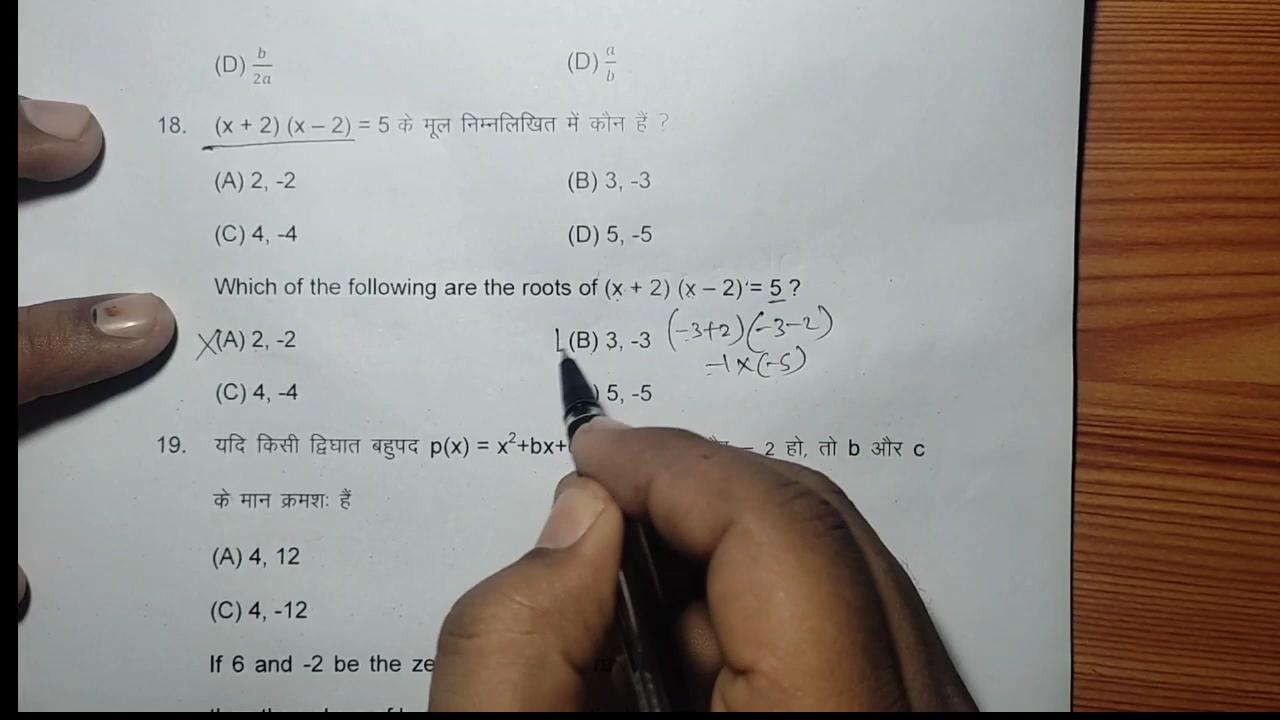 (D) b/2a (D) a/b
18. (x + 2) (x – 2) = 5 के मूल निम्नलिखित में कौन हैं ?
(A) 2, -2 (B) 3, -3
(C) 4, -4 (D) 5, -5
Which of the following are the roots of (x + 2) (x – 2) = 5 ?
(A) 2, -2 (B) 3, -3 (-3+2)(-3-2)
-1×(-5)
(C) 4, -4 ) 5, -5
19. यदि किसी द्विघात बहुपद p(x) = x²+bx+ – 2 हो, तो b और c
के मान क्रमशः हैं
(A) 4, 12
(C) 4, -12
If 6 and -2 be the